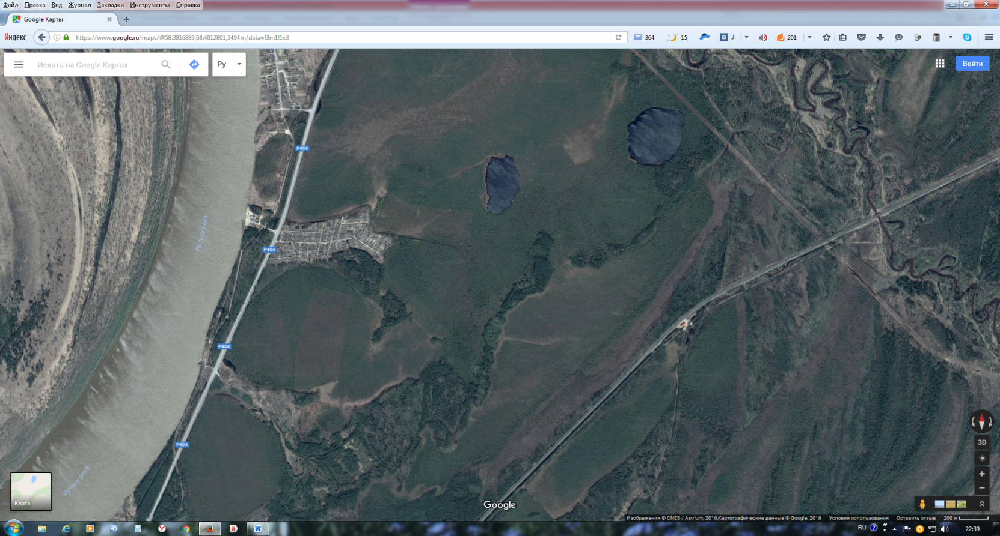 Файл Правка Вид Журнал Закладки Инструменты Справка
Google Карты
Яндекс
https://www.google.ru/maps/@58.3816889,68.4012801,3494m/data=!3m1!1e3
364
15
В 3
201
Искать на Google Картах
Ру
Войти
Р404
Иртыш река
Р404
Р404
Р404
Иртыш река
3D
Карта
Google
Изображения © CNES / Astrium, 2016,Картографические данные © Google, 2016 Условия использования Оставить отзыв 200 м
RU
22:39